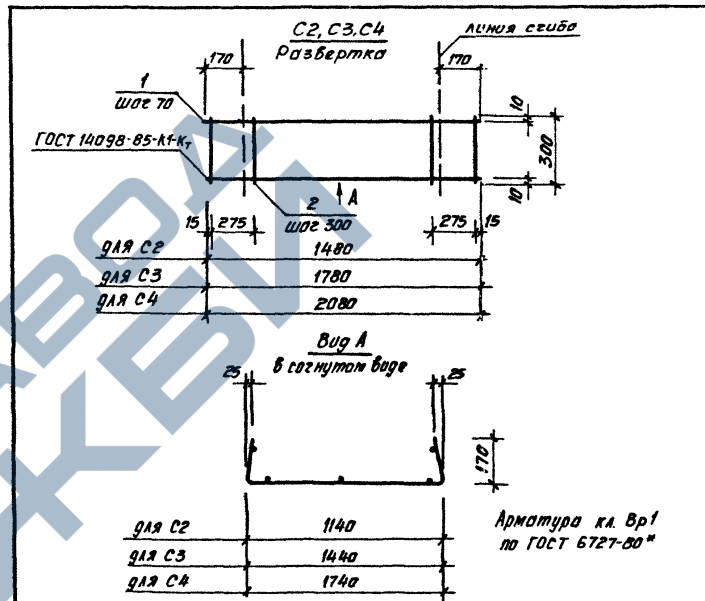 С2, С3, С4
Развертка
линия сгиба
170
170
1
шаг 70
10
ГОСТ 14098-85-К1-Кт
300
10
2
шаг 300
А
15
275
275
15
для С2
1480
для С3
1780
для С4
2080
Вид А
в согнутом виде
25
25
170
для С2
1140
для С3
1440
для С4
1740
Арматура кл. Вр1
по ГОСТ 6727-80*
ЗАВОД
ЖБИ